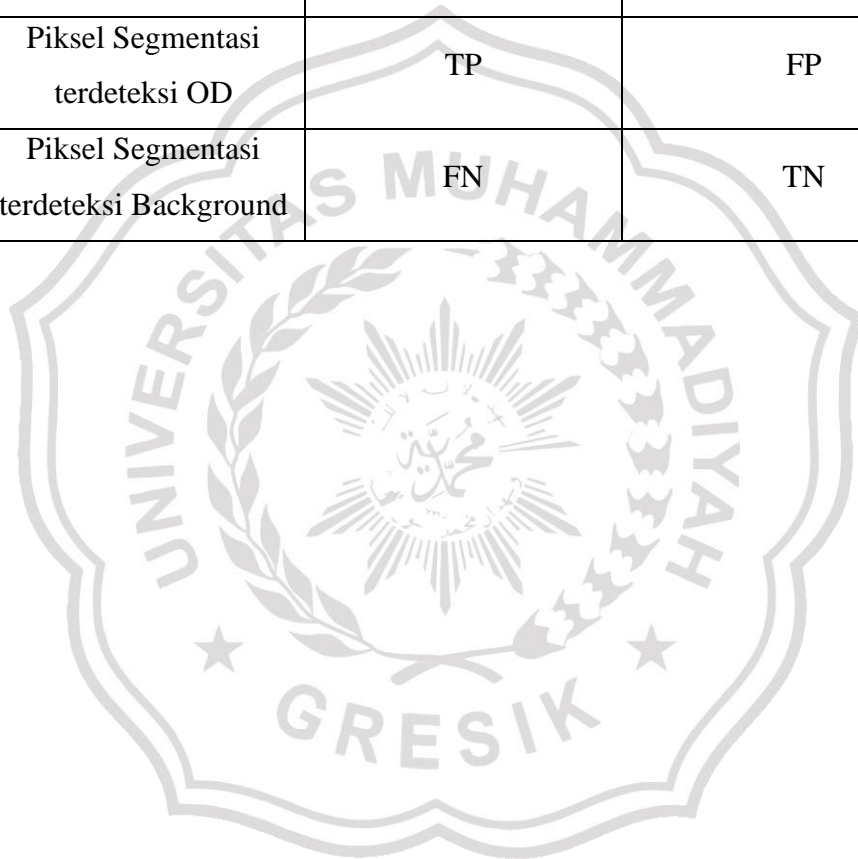 Piksel Segmentasi
terdeteksi OD
TP
FP
Piksel Segmentasi
terdeteksi Background
FN
TN
UNIVERSITAS MUHAMMADIYAH
GRESIK